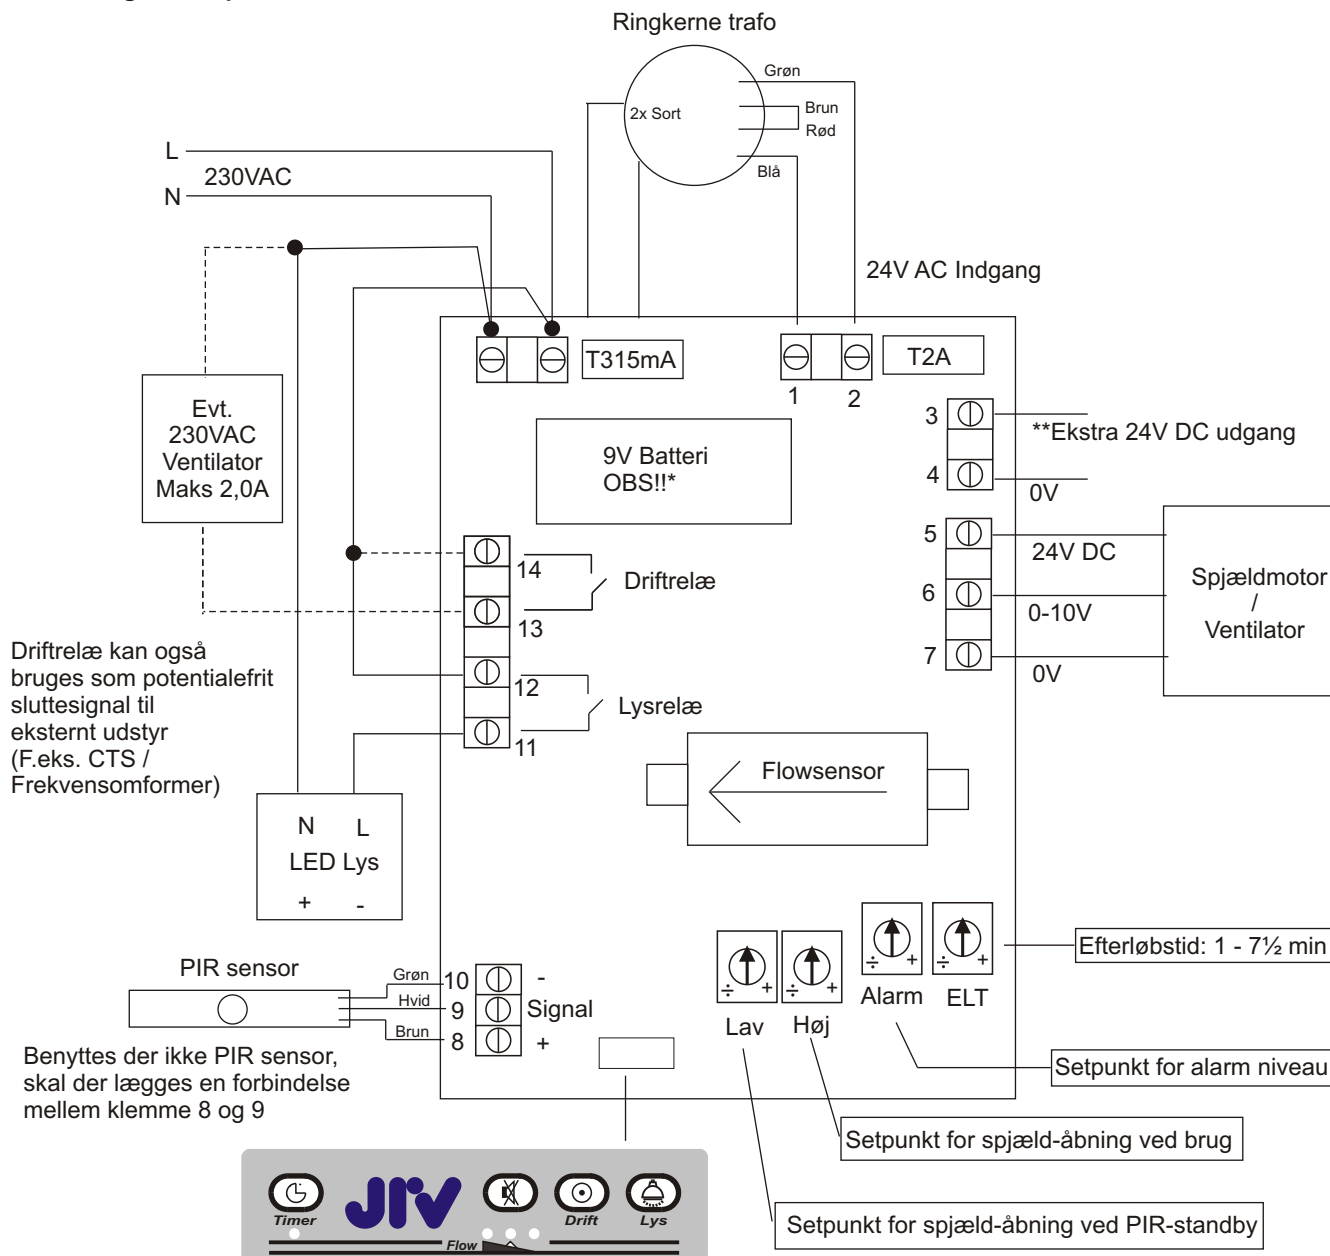 Ringkerne trafo
Grøn
Brun
2x Sort
Rød
L
Blå
230VAC
N
24V AC Indgang
T315mA
T2A
1
2
Evt.
230VAC
Ventilator
Maks 2,0A
3
**Ekstra 24V DC udgang
9V Batteri
OBS!!*
4
0V
5
24V DC
14
Driftrelæ
Spjældmotor
/
Ventilator
6
0-10V
13
7
0V
Driftrelæ kan også
bruges som potentialefrit
sluttesignal til
eksternt udstyr
(F.eks. CTS /
Frekvensomformer)
12
Lysrelæ
11
Flowsensor
N L
LED Lys
+ -
÷ +
÷ +
÷ +
÷ +
Efterløbstid: 1 - 7½ min
Alarm
ELT
Lav
Høj
PIR sensor
Grøn
10
-
Hvid
9
Signal
Brun
8
+
Benyttes der ikke PIR sensor,
skal der lægges en forbindelse
mellem klemme 8 og 9
Setpunkt for alarm niveau
Setpunkt for spjæld-åbning ved brug
Setpunkt for spjæld-åbning ved PIR-standby
JRV
Timer
Drift
Lys
Flow